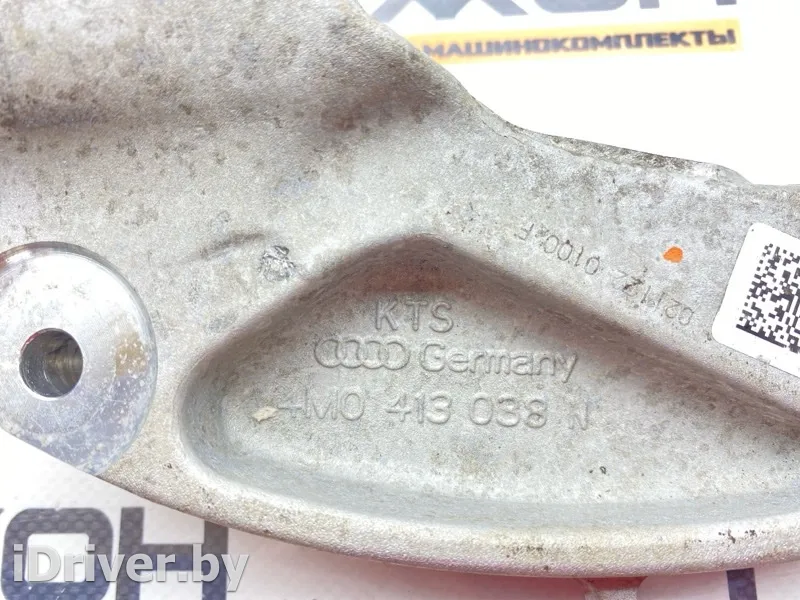 МАШИНОКОМПЛЕКТЫ
KTS
Germany
4M0 413 038 N
iDriver.by